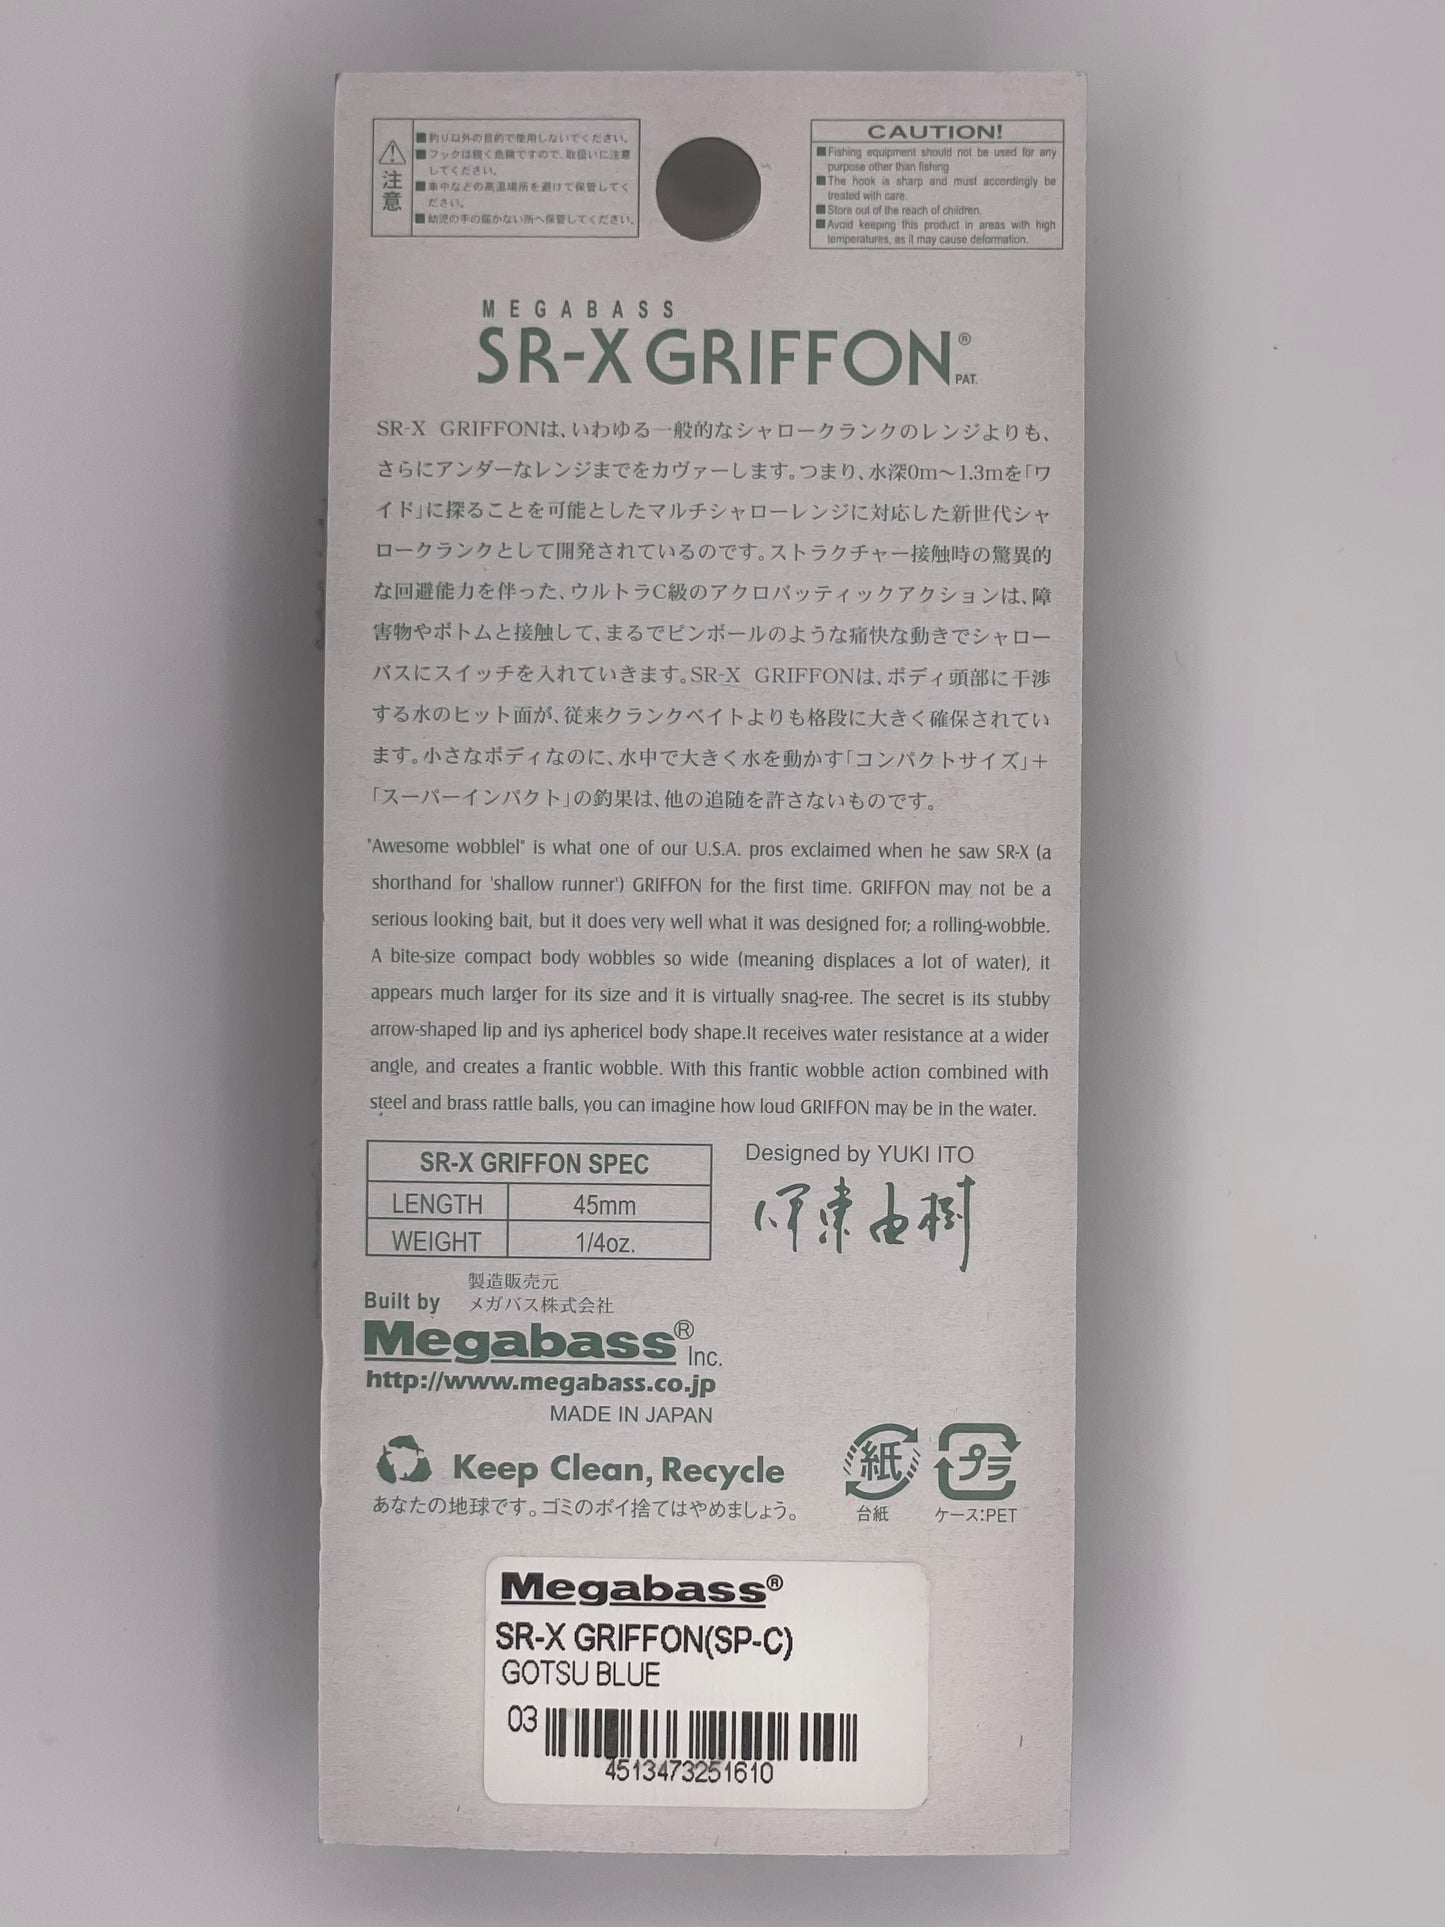 注意
■釣り以外の目的で使用しないでください。
■フックは鋭く危険ですので、取扱いに注意
してください。
■車中などの高温場所を避けて保管してく
ださい。
■幼児の手の届かない所へ保管してください。
CAUTION!
■Fishing equipment should not be used for any
purpose other than fishing
■The hook is sharp and must accordingly be
treated with care.
■Store out of the reach of children.
■Avoid keeping this product in areas with high
temperatures, as it may cause deformation.
MEGABASS
SR-X GRIFFON®
PAT.
SR-X GRIFFONは、いわゆる一般的なシャロークランクのレンジよりも、
さらにアンダーなレンジまでをカヴァーします。つまり、水深0m〜1.3mを「ワ
イド」に探ることを可能としたマルチシャローレンジに対応した新世代シャ
ロークランクとして開発されているのです。ストラクチャー接触時の驚異的
な回避能力を伴った、ウルトラC級のアクロバッティックアクションは、障
害物やボトムと接触して、まるでピンボールのような痛快な動きでシャロー
バスにスイッチを入れていきます。SR-X GRIFFONは、ボディ頭部に干渉
する水のヒット面が、従来クランクベイトよりも格段に大きく確保されてい
ます。小さなボディなのに、水中で大きく水を動かす「コンパクトサイズ」＋
「スーパーインパクト」の釣果は、他の追随を許さないものです。
"Awesome wobblel" is what one of our U.S.A. pros exclaimed when he saw SR-X (a
shorthand for 'shallow runner') GRIFFON for the first time. GRIFFON may not be a
serious looking bait, but it does very well what it was designed for; a rolling-wobble.
A bite-size compact body wobbles so wide (meaning displaces a lot of water), it
appears much larger for its size and it is virtually snag-ree. The secret is its stubby
arrow-shaped lip and iys aphericel body shape.It receives water resistance at a wider
angle, and creates a frantic wobble. With this frantic wobble action combined with
steel and brass rattle balls, you can imagine how loud GRIFFON may be in the water.
SR-X GRIFFON SPEC
LENGTH 45mm
WEIGHT 1/4oz.
Designed by YUKI ITO
伊東由樹
製造販売元
Built by メガバス株式会社
Megabass® Inc.
http://www.megabass.co.jp
MADE IN JAPAN
Keep Clean, Recycle
あなたの地球です。ゴミのポイ捨てはやめましょう。
紙
台紙
プラ
ケース:PET
Megabass®
SR-X GRIFFON(SP-C)
GOTSU BLUE
03
4513473251610